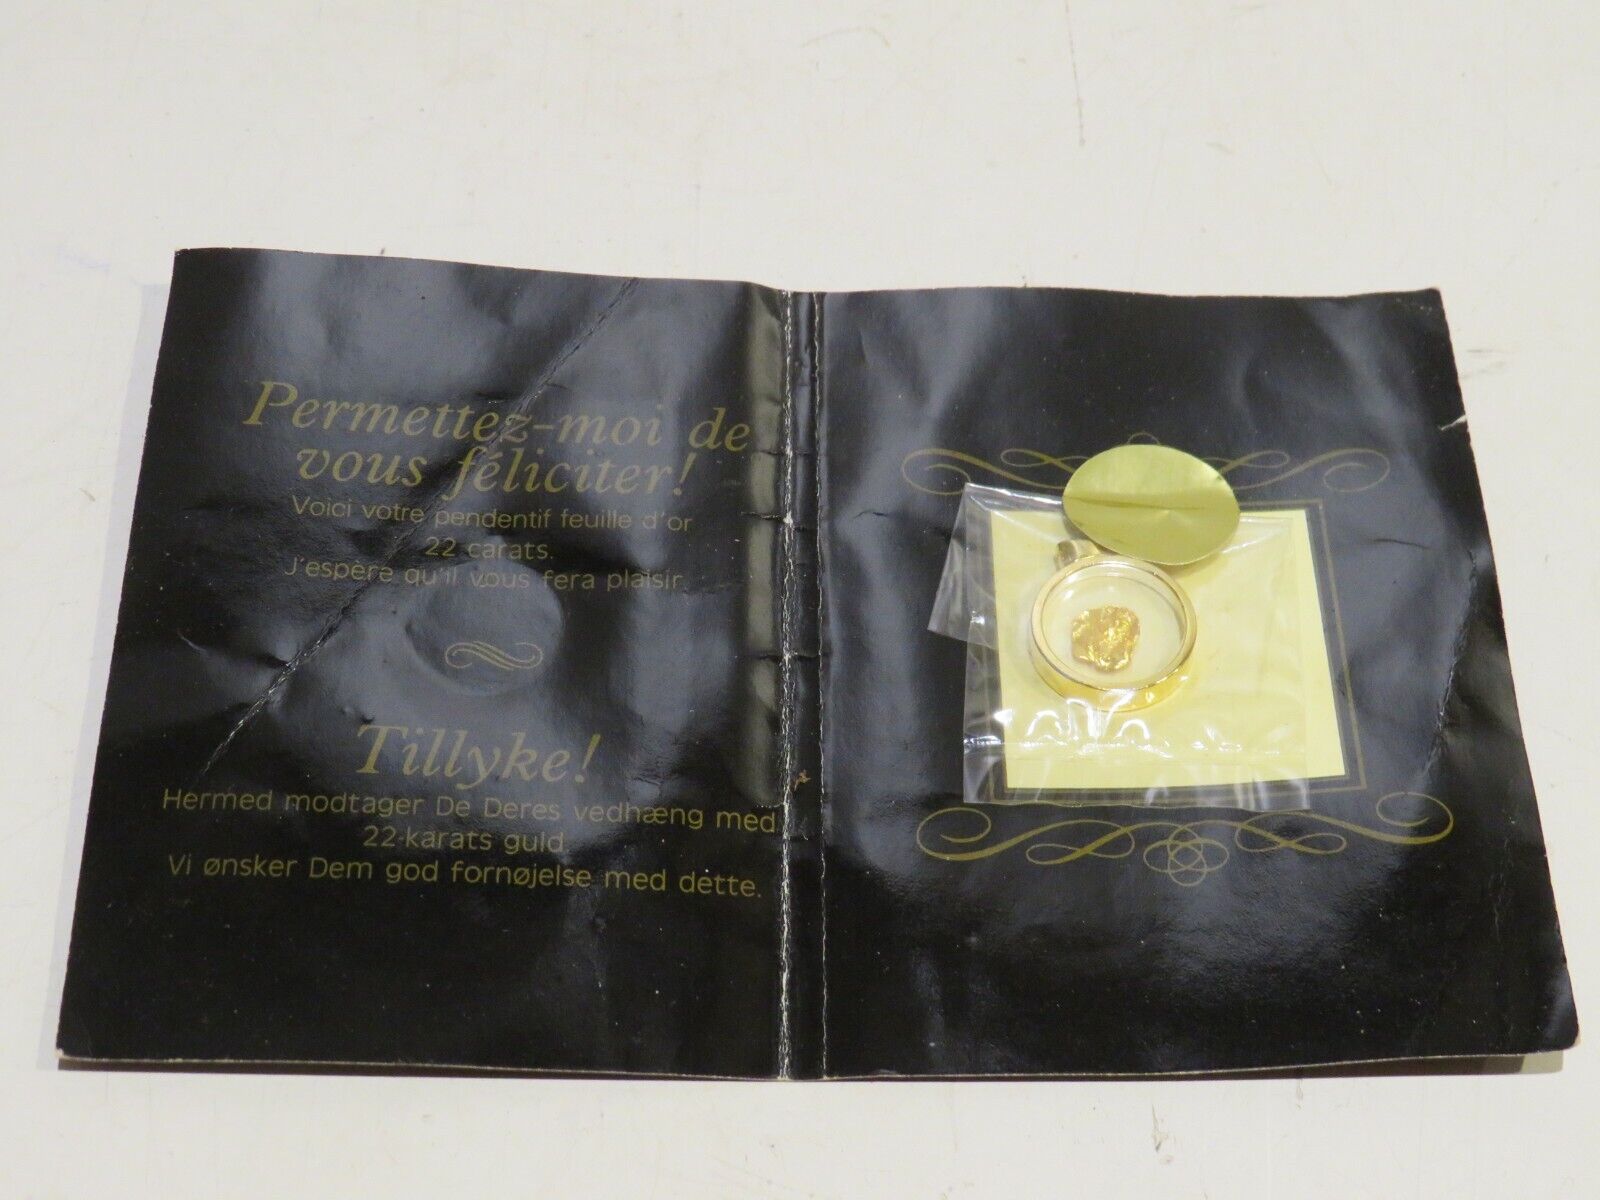 Permettez-moi de
vous féliciter!
Voici votre pendentif feuille d'or
22 carats.
J'espère qu'il vous fera plaisir
Tillyke!
Hermed modtager De Deres vedhæng med
22-karats guld
Vi ønsker Dem god fornøjelse med dette.